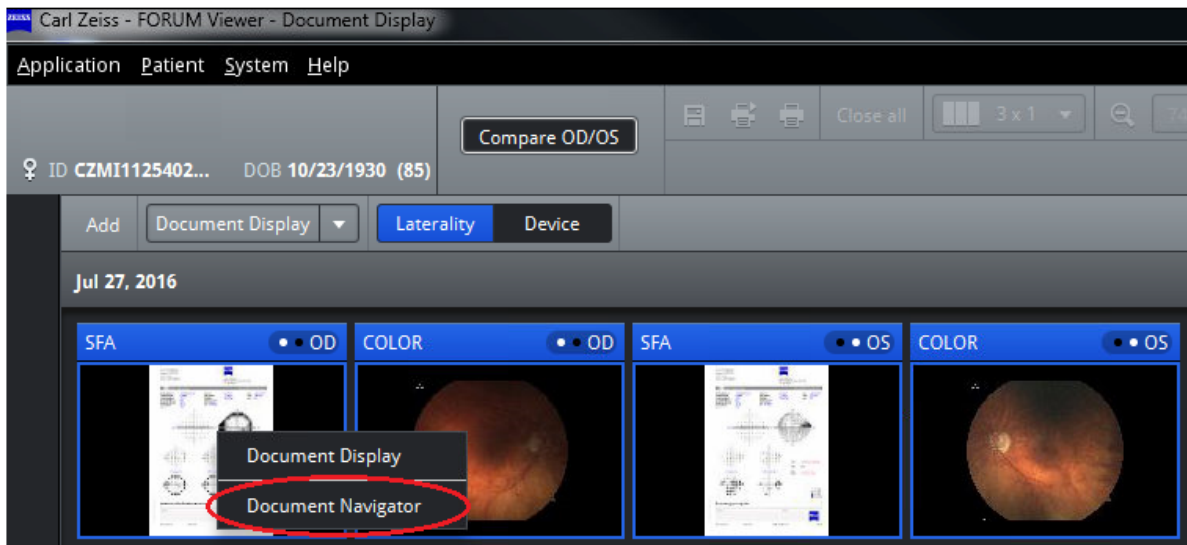 ZEISS Carl Zeiss - FORUM Viewer - Document Display
Application Patient System Help
Compare OD/OS
Close all
3 x 1
ID CZMI1125402... DOB 10/23/1930 (85)
Add Document Display Laterality Device
Jul 27, 2016
SFA OD COLOR OD SFA OS COLOR OS
Document Display
Document Navigator